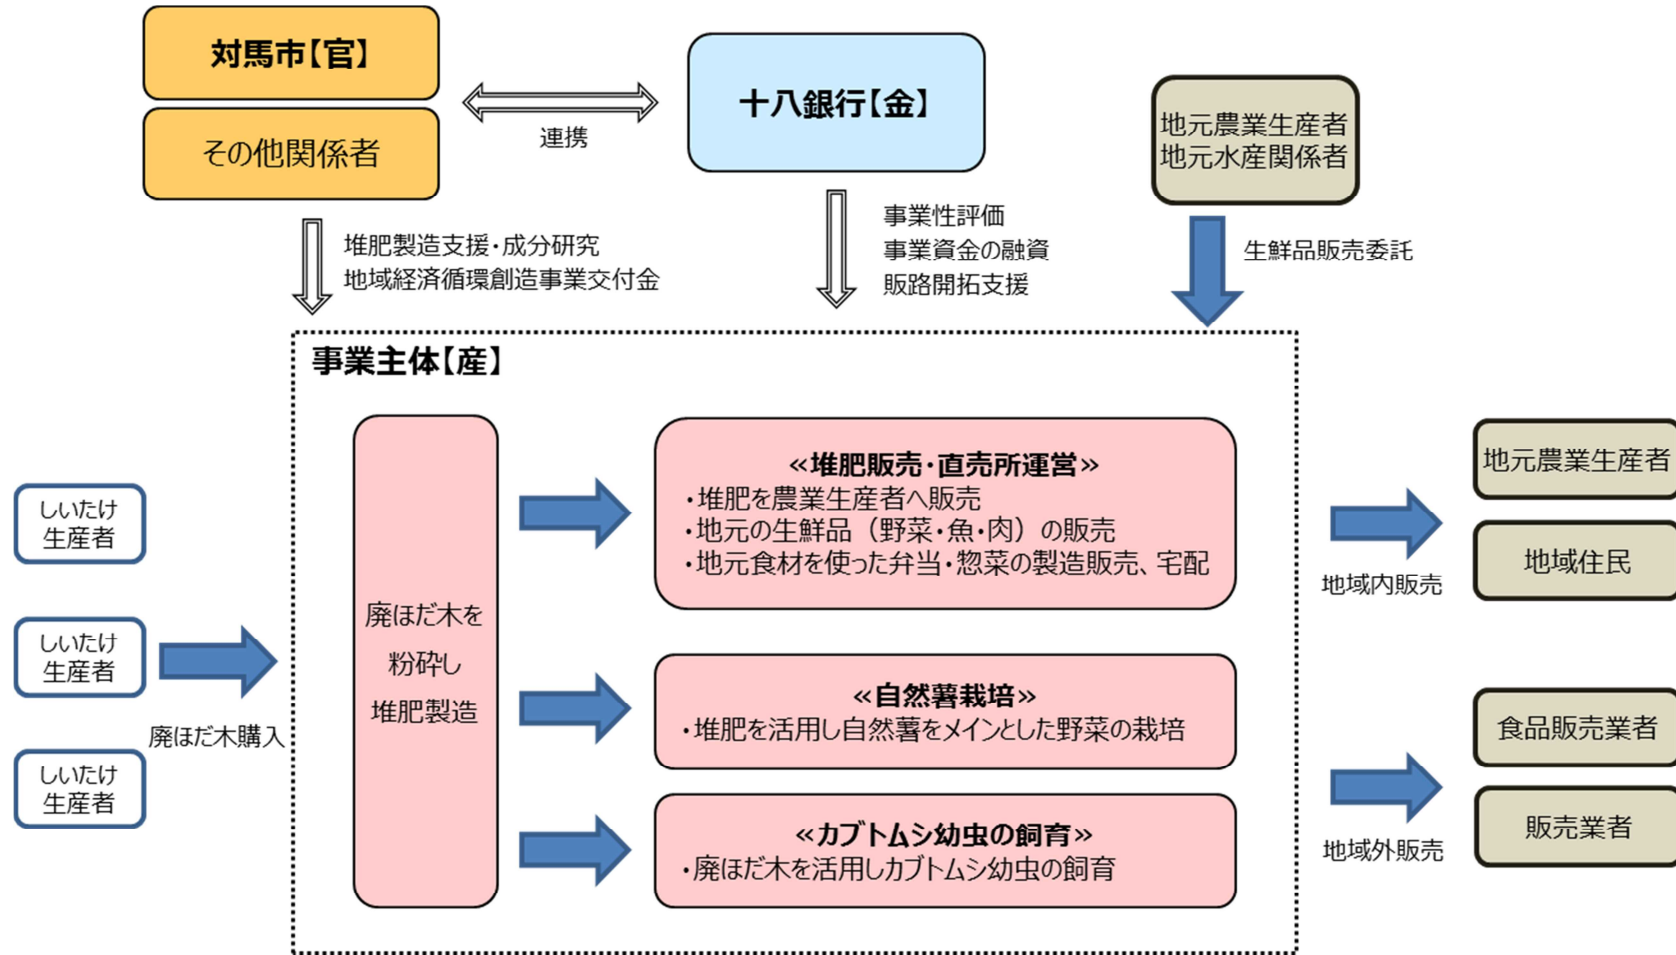 対馬市【官】
その他関係者
連携
十八銀行【金】
地元農業生産者
地元水産関係者
堆肥製造支援・成分研究
地域経済循環創造事業交付金
事業性評価
事業資金の融資
販路開拓支援
生鮮品販売委託
事業主体【産】
しいたけ
生産者
しいたけ
生産者
しいたけ
生産者
廃ほだ木購入
廃ほだ木を
粉砕し
堆肥製造
≪堆肥販売・直売所運営≫
・堆肥を農業生産者へ販売
・地元の生鮮品（野菜・魚・肉）の販売
・地元食材を使った弁当・惣菜の製造販売、宅配
≪自然薯栽培≫
・堆肥を活用し自然薯をメインとした野菜の栽培
≪カブトムシ幼虫の飼育≫
・廃ほだ木を活用しカブトムシ幼虫の飼育
地域内販売
地元農業生産者
地域住民
地域外販売
食品販売業者
販売業者